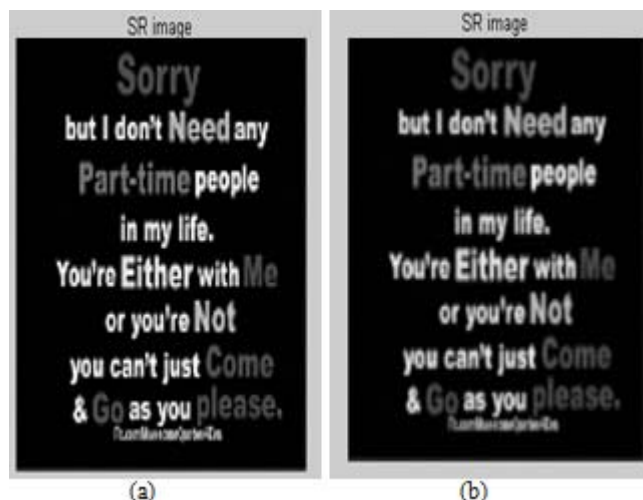 SR image
Sorry
but I don't Need any
Part-time people
in my life.
You're Either with Me
or you're Not
you can't just Come
& Go as you please.
(a)
SR image
Sorry
but I don't Need any
Part-time people
in my life.
You're Either with Me
or you're Not
you can't just Come
& Go as you please.
(b)